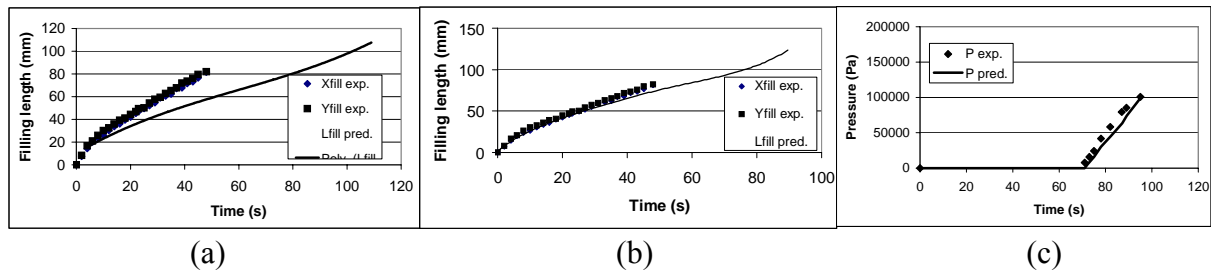 Filling length (mm)
120
100
80
60
40
20
0
0 20 40 60 80 100 120
Time (s)
Xfill exp.
Yfill exp.
Lfill pred.
(a)
Filling length (mm)
150
100
50
0
0 20 40 60 80 100
Time (s)
Xfill exp.
Yfill exp.
Lfill pred.
(b)
Pressure (Pa)
200000
150000
100000
50000
0
0 20 40 60 80 100 120
Time (s)
P exp.
P pred.
(c)